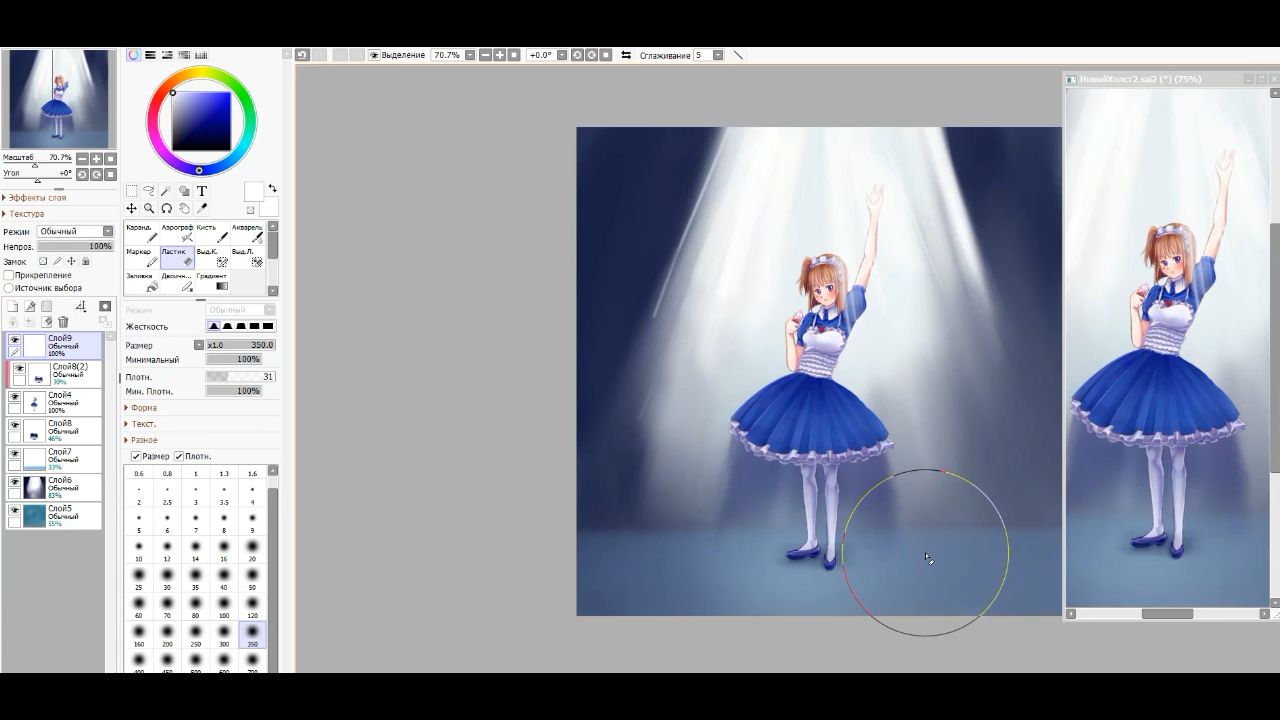 Выделение 70.7% +0.0° Сглаживание 5
НовыйХолст2.sai2 (*) (75%)
Масштаб 70.7%
Угол +0°
Эффекты слоя
Текстура
Режим Обычный
Непроз. 100%
Замок
Прикрепление
Источник выбора
Слой9
Обычный
100%
Слой8(2)
Обычный
30%
Слой4
Обычный
100%
Слой8
Обычный
46%
Слой7
Обычный
33%
Слой6
Обычный
83%
Слой5
Обычный
55%
T
Каранд. Аэрограф Кисть Акварель
Маркер Ластик Выд.К. Выд.Л.
Заливка Двоичн... Градиент
Режим Обычный
Жесткость
Размер x1.0 350.0
Минимальный 100%
Плотн. 31
Мин. Плотн. 100%
Форма
Текст.
Разное
Размер Плотн.
0.6 0.8 1 1.3 1.6
2 2.5 3 3.5 4
5 6 7 8 9
10 12 14 16 20
25 30 35 40 50
60 70 80 100 120
160 200 250 300 350